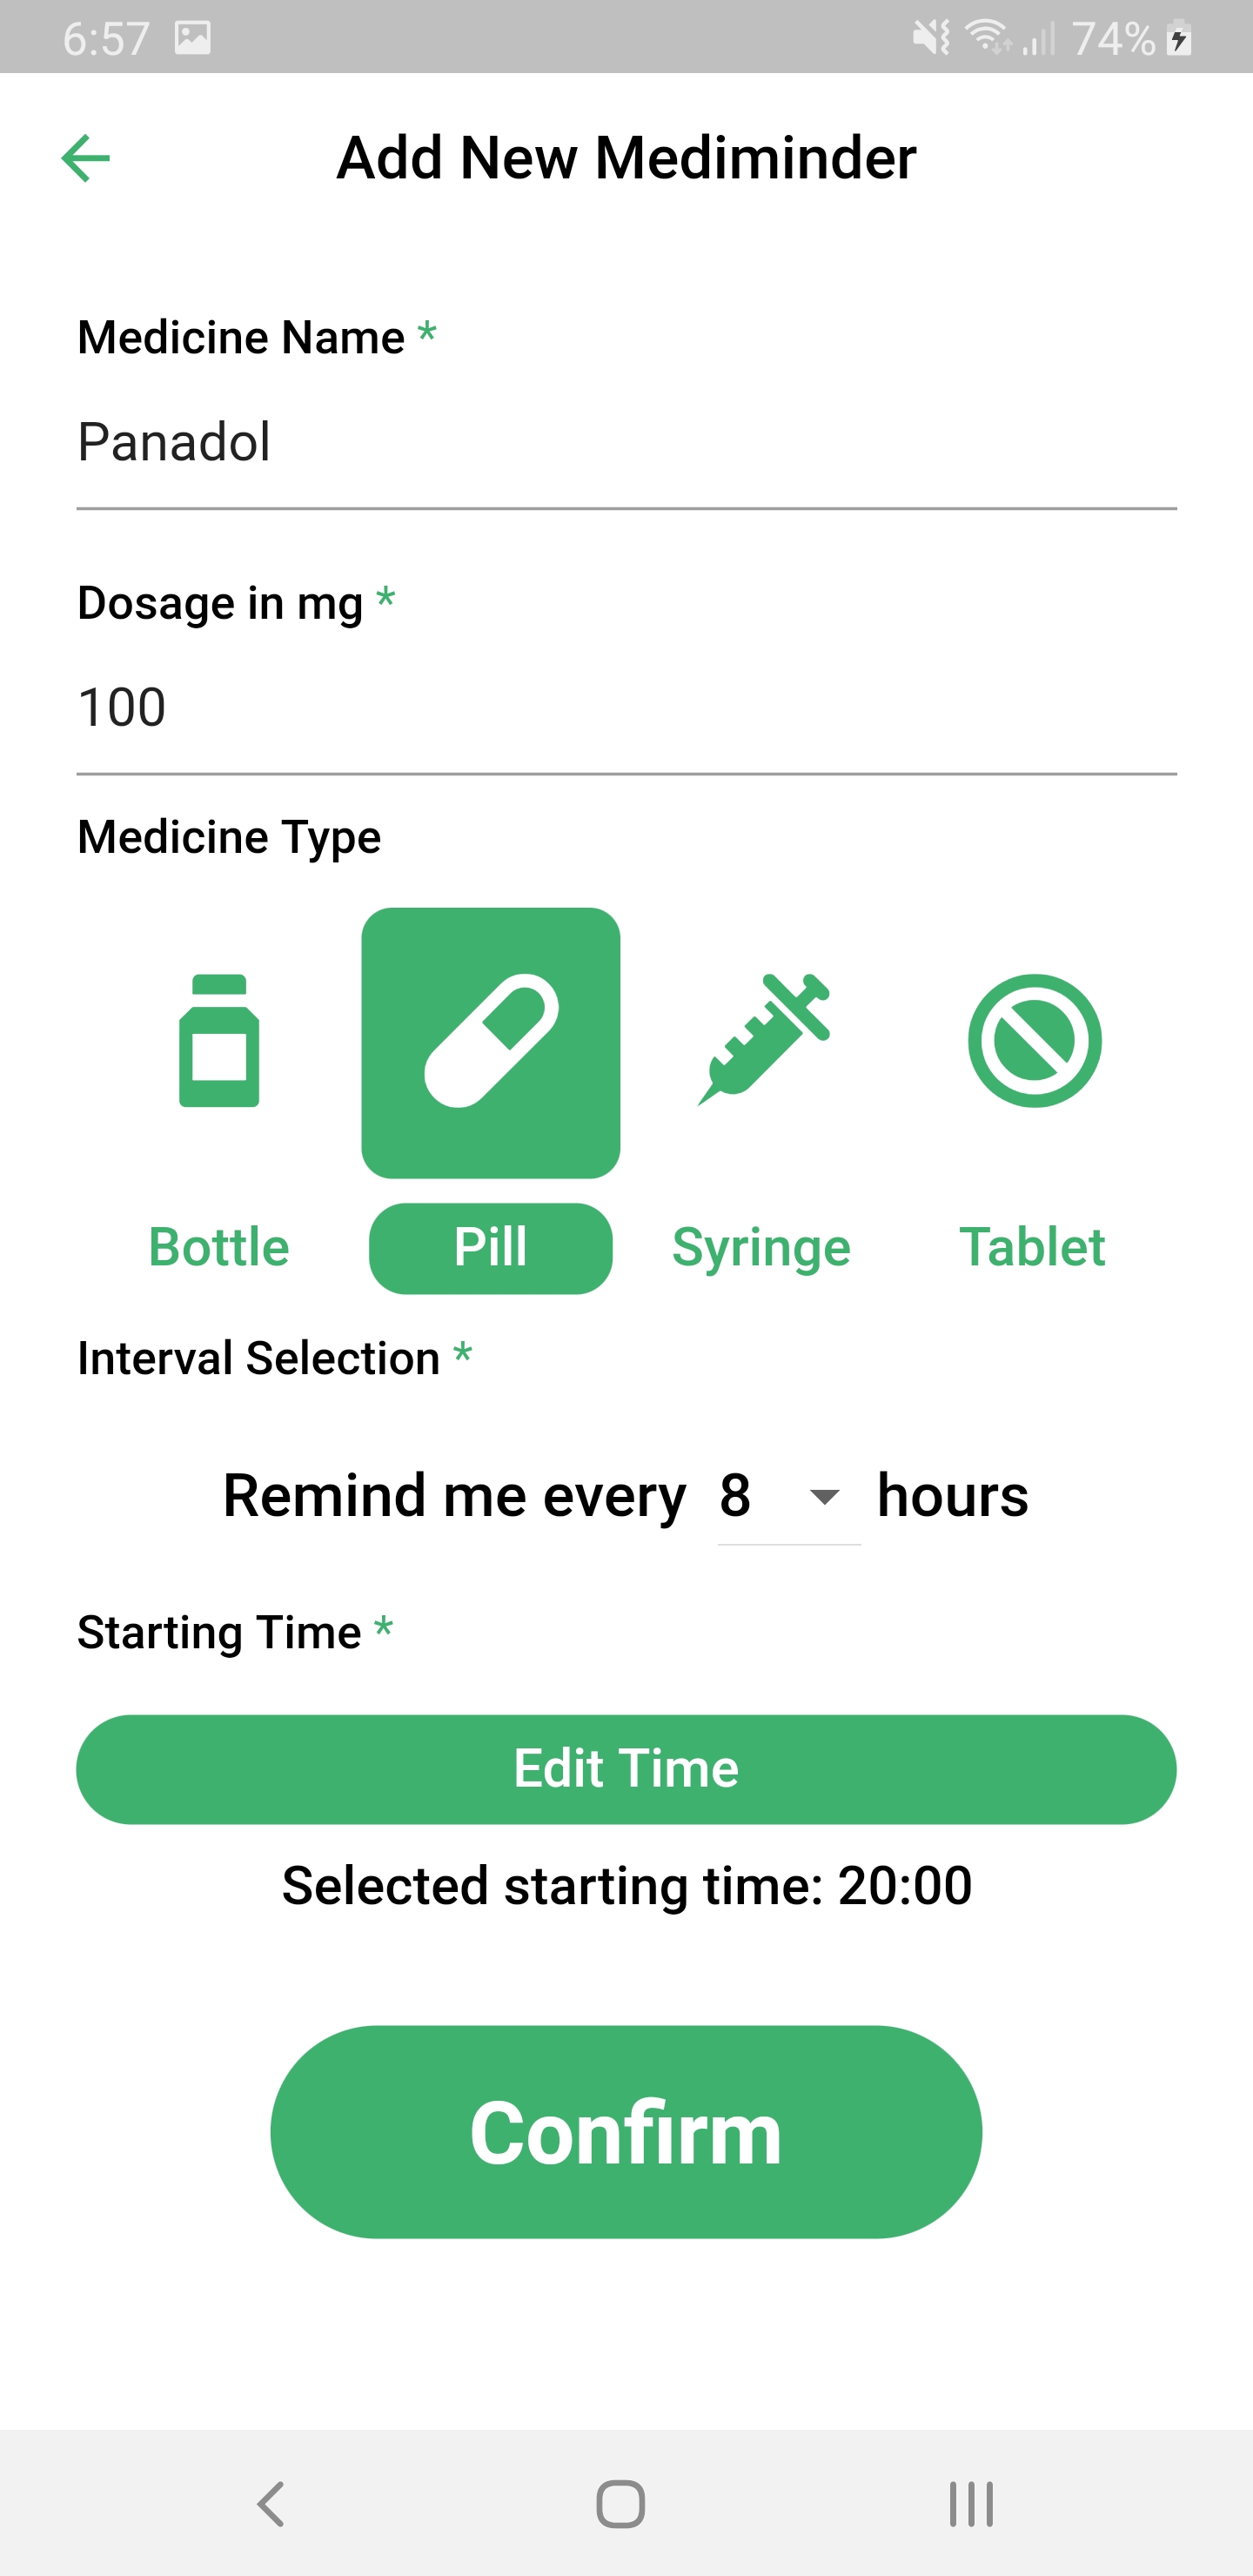 6:57 74%
Add New Mediminder
Medicine Name *
Panadol
Dosage in mg *
100
Medicine Type
Bottle Pill Syringe Tablet
Interval Selection *
Remind me every 8 hours
Starting Time *
Edit Time
Selected starting time: 20:00
Confirm